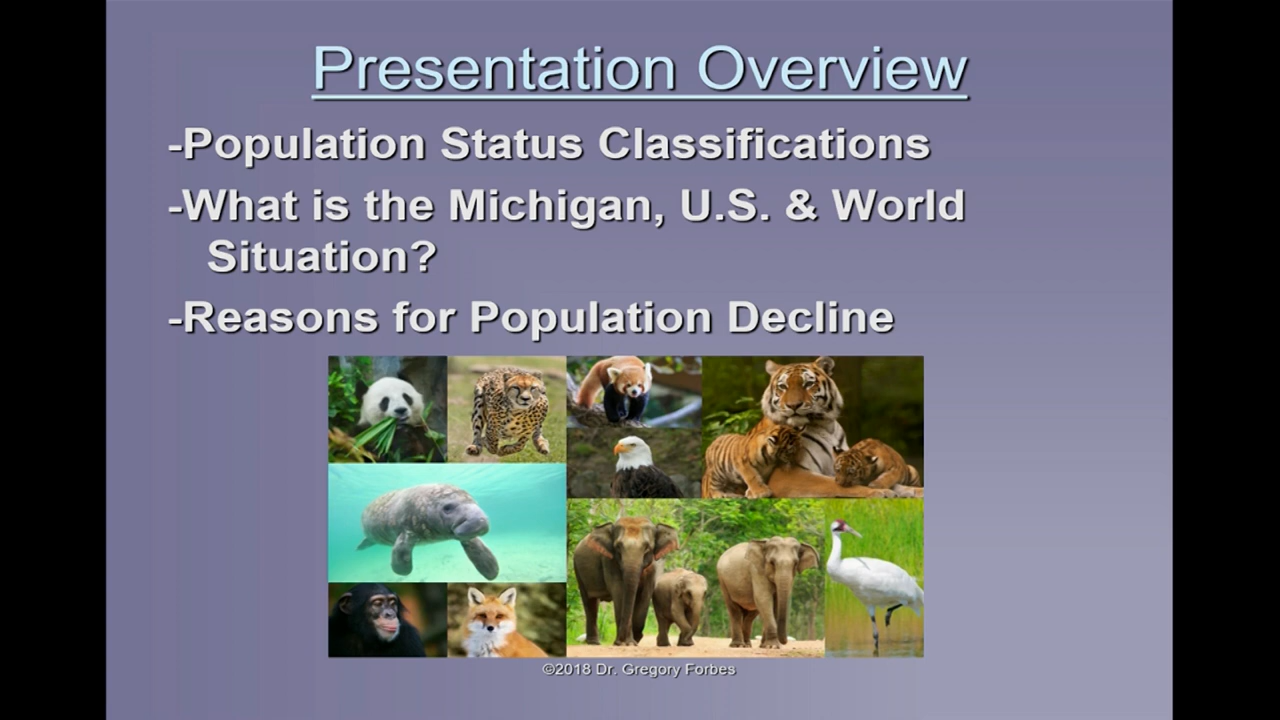 Presentation Overview
-Population Status Classifications
-What is the Michigan, U.S. & World
Situation?
-Reasons for Population Decline
©2018 Dr. Gregory Forbes